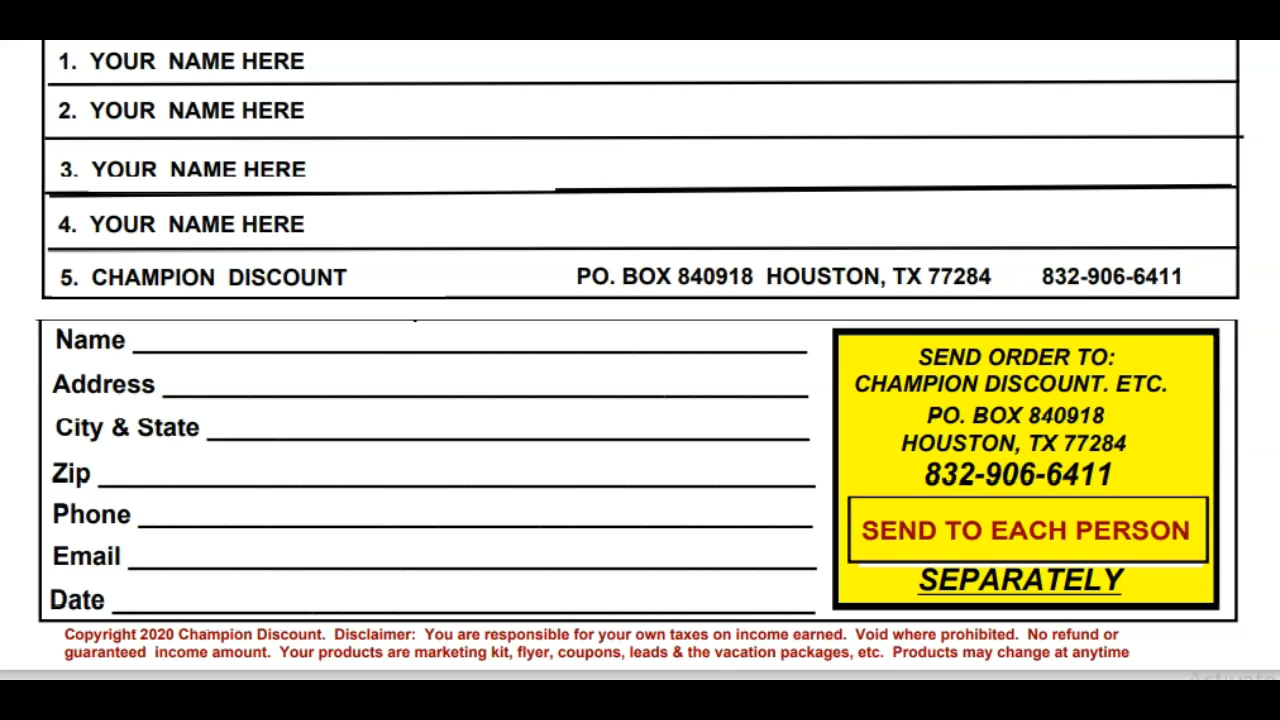 1. YOUR NAME HERE
2. YOUR NAME HERE
3. YOUR NAME HERE
4. YOUR NAME HERE
5. CHAMPION DISCOUNT PO. BOX 840918 HOUSTON, TX 77284 832-906-6411
Name
Address
City & State
Zip
Phone
Email
Date
SEND ORDER TO:
CHAMPION DISCOUNT. ETC.
PO. BOX 840918
HOUSTON, TX 77284
832-906-6411
SEND TO EACH PERSON
SEPARATELY
Copyright 2020 Champion Discount. Disclaimer: You are responsible for your own taxes on income earned. Void where prohibited. No refund or
guaranteed income amount. Your products are marketing kit, flyer, coupons, leads & the vacation packages, etc. Products may change at anytime